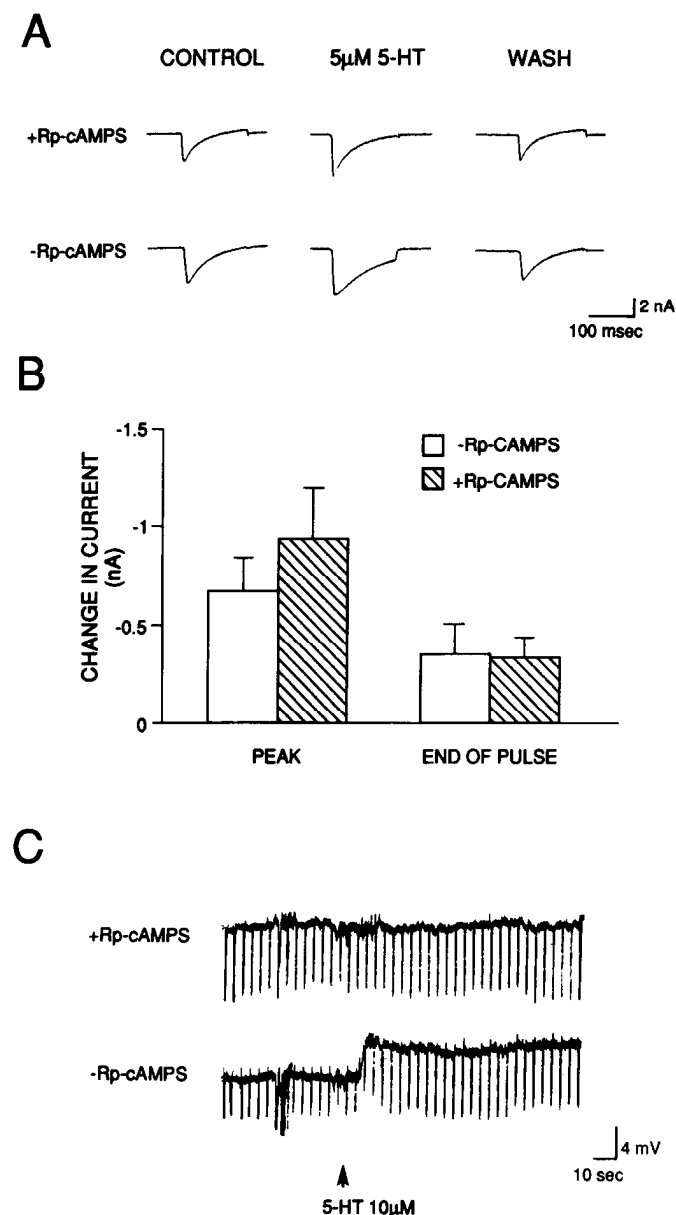 A
CONTROL 5μM 5-HT WASH
+Rp-cAMPS
-Rp-cAMPS
2 nA
100 msec
B
CHANGE IN CURRENT
(nA)
-1.5
-1
-0.5
0
-Rp-CAMPS
+Rp-CAMPS
PEAK END OF PULSE
C
+Rp-cAMPS
-Rp-cAMPS
4 mV
10 sec
5-HT 10μM